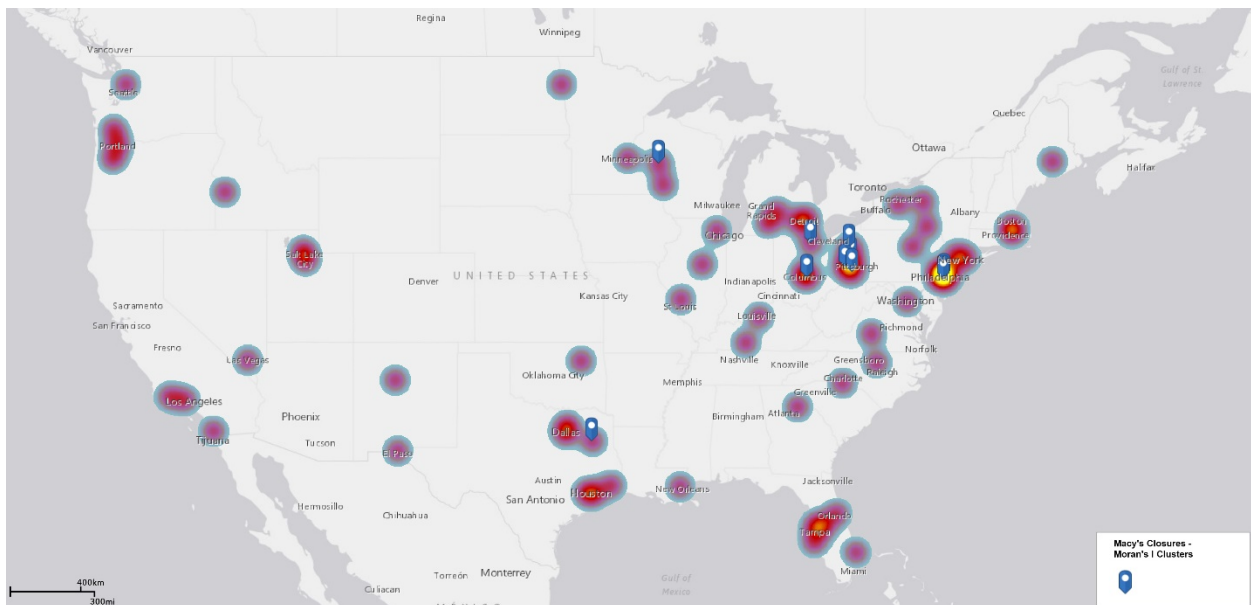 Regina
Winnipeg
Vancouver
Gulf of St.
Lawrence
Seattle
Quebec
Portland
Minneapolis
Ottawa
Halifar
Toronto
Milwaukee
Grand
Rapids
Rochester
Buffalo
Albany
Detroit
Boston
Providence
Chicago
Cleveland
Salt Lake
City
New York
Pittsburgh
Philadelphia
Denver
UNITED STATES
Indianapolis
Columbus
Kansas City
Cincinnati
Sacramento
St Louis
Washington
San Francisco
Louisville
Richmond
Fresno
Norfolk
Las Vegas
Nashville
Knoxville
Greensboro
Raleigh
Oklahoma City
Memphis
Charlotte
Greenville
Los Angeles
Phoenix
Birmingham
Atlanta
Dallas
Tijuana
Tucson
El Paso
Austin
Jacksonville
New Orleans
Houston
San Antonio
Hermosillo
Chihuahua
Orlando
Tampa
Macy's Closures -
Moran's I Clusters
Miami
Torreón
Monterrey
Gulf of
Mexico
400km
300mi
Culiacan